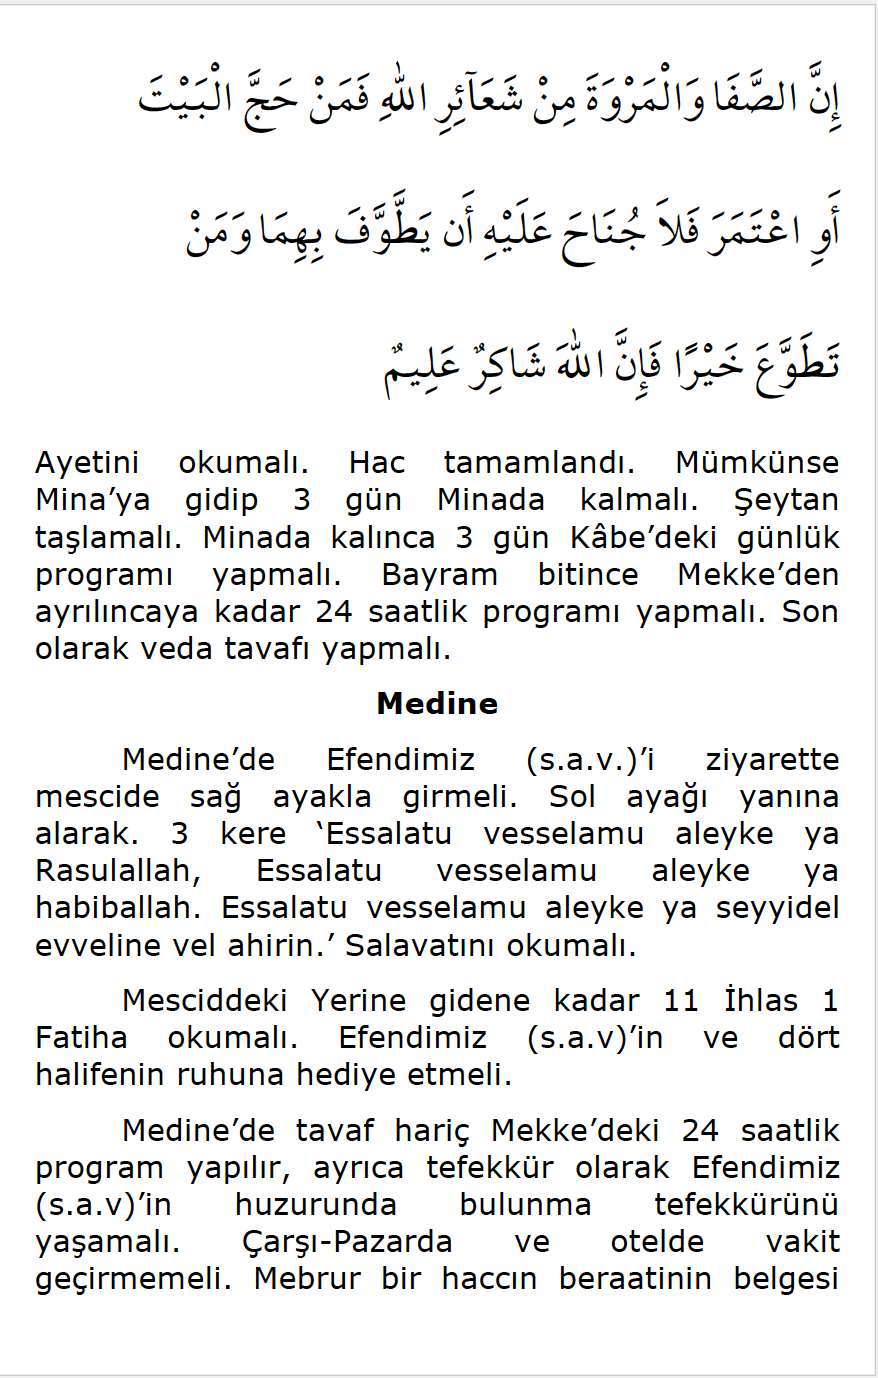 إِنَّ الصَّفَا وَالْمَرْوَةَ مِنْ شَعَآئِرِ اللّهِ فَمَنْ حَجَّ الْبَيْتَ
أَوِ اعْتَمَرَ فَلاَ جُنَاحَ عَلَيْهِ أَن يَطَّوَّفَ بِهِمَا وَمَنْ
تَطَوَّعَ خَيْرًا فَإِنَّ اللّهَ شَاكِرٌ عَلِيمٌ
Ayetini okumalı. Hac tamamlandı. Mümkünse
Mina’ya gidip 3 gün Minada kalmalı. Şeytan
taşlamalı. Minada kalınca 3 gün Kâbe’deki günlük
programı yapmalı. Bayram bitince Mekke’den
ayrılıncaya kadar 24 saatlik programı yapmalı. Son
olarak veda tavafı yapmalı.
Medine
Medine’de Efendimiz (s.a.v.)’i ziyarette
mescide sağ ayakla girmeli. Sol ayağı yanına
alarak. 3 kere ‘Essalatu vesselamu aleyke ya
Rasulallah, Essalatu vesselamu aleyke ya
habiballah. Essalatu vesselamu aleyke ya seyyidel
evveline vel ahirin.’ Salavatını okumalı.
Mesciddeki Yerine gidene kadar 11 İhlas 1
Fatiha okumalı. Efendimiz (s.a.v)’in ve dört
halifenin ruhuna hediye etmeli.
Medine’de tavaf hariç Mekke’deki 24 saatlik
program yapılır, ayrıca tefekkür olarak Efendimiz
(s.a.v)’in huzurunda bulunma tefekkürünü
yaşamalı. Çarşı-Pazarda ve otelde vakit
geçirmemeli. Mebrur bir haccın beraatinin belgesi